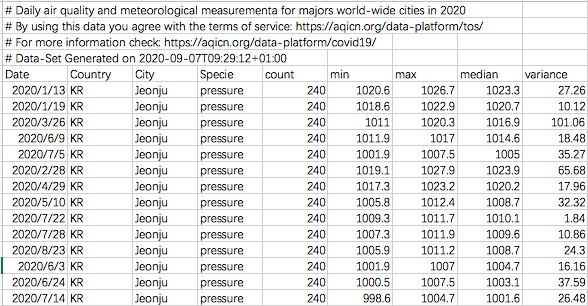 # Daily air quality and meteorological measurementa for majors world-wide cities in 2020
# By using this data you agree with the terms of service: https://aqicn.org/data-platform/tos/
# For more information check: https://aqicn.org/data-platform/covid19/
# Data-Set Generated on 2020-09-07T09:29:12+01:00
Date Country City Specie count min max median variance
2020/1/13 KR Jeonju pressure 240 1020.6 1026.7 1023.3 27.26
2020/1/19 KR Jeonju pressure 240 1018.6 1022.9 1020.7 10.12
2020/3/26 KR Jeonju pressure 240 1011 1020.3 1016.9 101.06
2020/6/9 KR Jeonju pressure 240 1011.9 1017 1014.6 18.48
2020/7/5 KR Jeonju pressure 240 1001.9 1007.5 1005 35.27
2020/2/28 KR Jeonju pressure 240 1019.1 1027.9 1023.9 65.68
2020/4/29 KR Jeonju pressure 240 1017.3 1023.2 1020.2 17.96
2020/5/10 KR Jeonju pressure 240 1005.8 1012.4 1008.7 32.32
2020/7/22 KR Jeonju pressure 240 1009.3 1011.7 1010.1 1.84
2020/7/28 KR Jeonju pressure 240 1007.3 1011.9 1009.6 10.86
2020/8/23 KR Jeonju pressure 240 1005.9 1011.2 1008.7 24.3
2020/6/3 KR Jeonju pressure 240 1001.9 1007 1004.7 16.16
2020/6/24 KR Jeonju pressure 240 1000.5 1007.5 1003.1 37.53
2020/7/14 KR Jeonju pressure 240 998.6 1004.7 1001.6 26.48